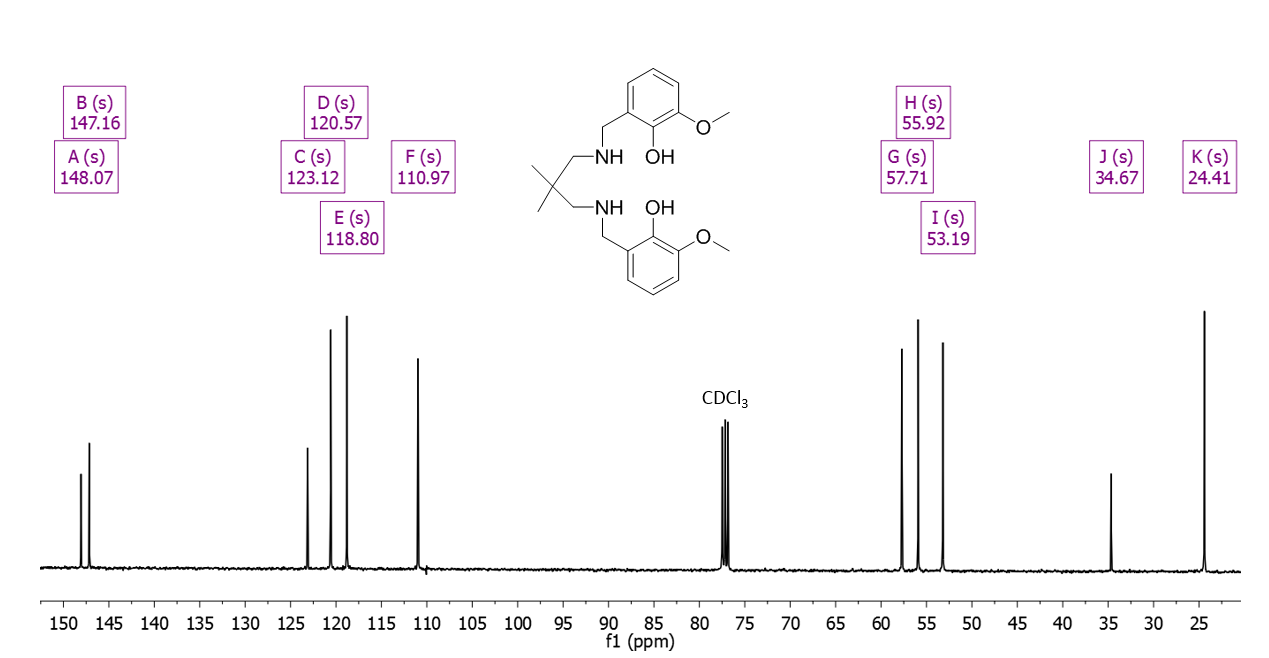 B (s)
147.16
D (s)
120.57
H (s)
55.92
A (s)
148.07
C (s)
123.12
F (s)
110.97
G (s)
57.71
J (s)
34.67
K (s)
24.41
E (s)
118.80
I (s)
53.19
O
NH
OH
NH
OH
O
CDCl₃
150 145 140 135 130 125 120 115 110 105 100 95 90 85 80 75 70 65 60 55 50 45 40 35 30 25
f1 (ppm)